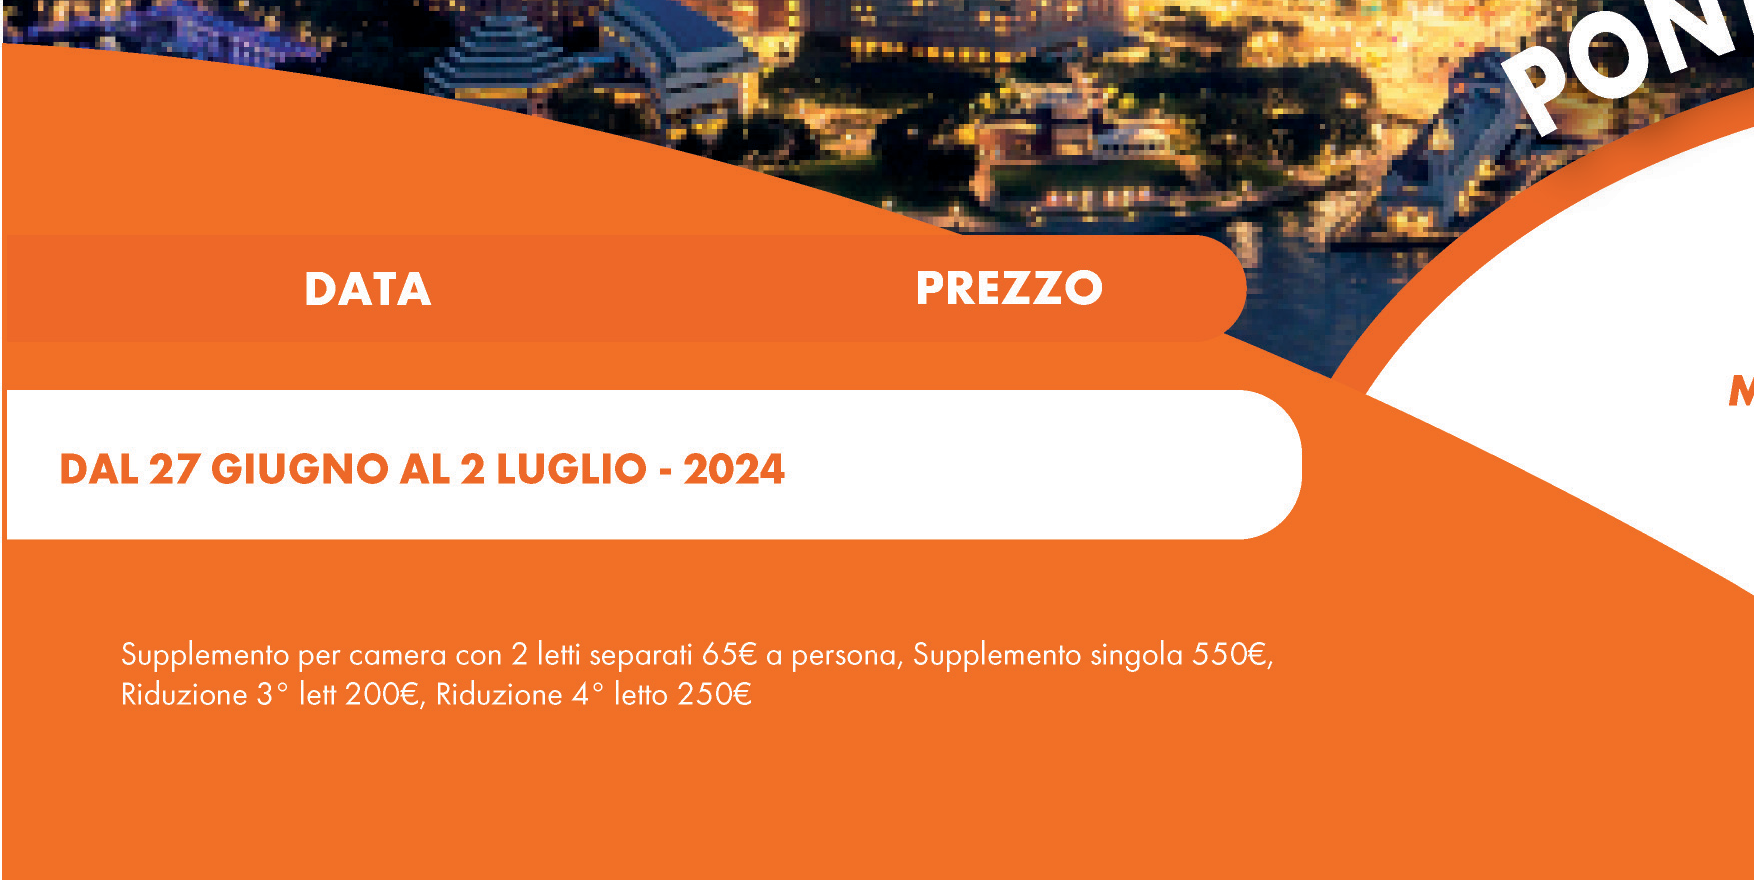 DATA PREZZO
DAL 27 GIUGNO AL 2 LUGLIO - 2024
Supplemento per camera con 2 letti separati 65€ a persona, Supplemento singola 550€,
Riduzione 3° lett 200€, Riduzione 4° letto 250€